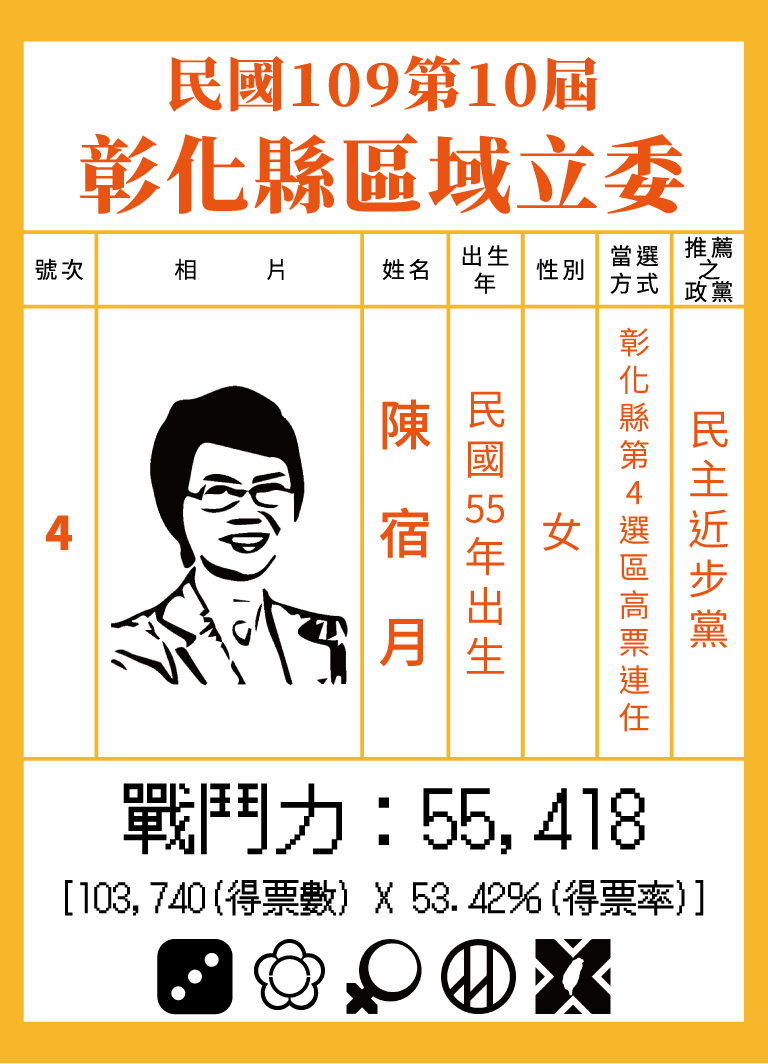 民國109第10屆
彰化縣區域立委
號次
相 片
姓名
出生年
性別
當選方式
推薦之政黨
4
陳宿月
民國55年出生
女
彰化縣第4選區高票連任
民主近步黨
戰鬥力：55,418
[103,740(得票數) X 53.42%(得票率)]